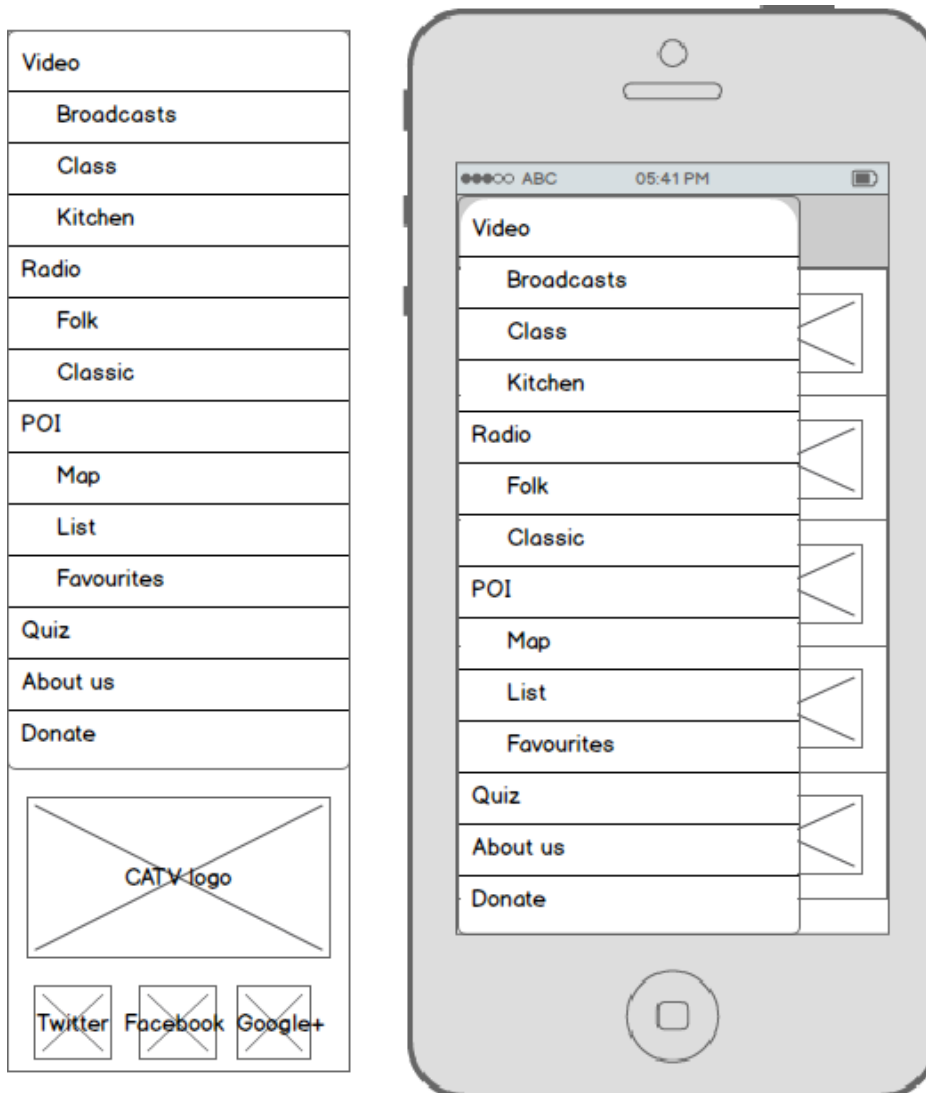 Video
Broadcasts
Class
Kitchen
Radio
Folk
Classic
POI
Map
List
Favourites
Quiz
About us
Donate
CATV logo
Twitter Facebook Google+
ABC 05:41 PM
Video
Broadcasts
Class
Kitchen
Radio
Folk
Classic
POI
Map
List
Favourites
Quiz
About us
Donate